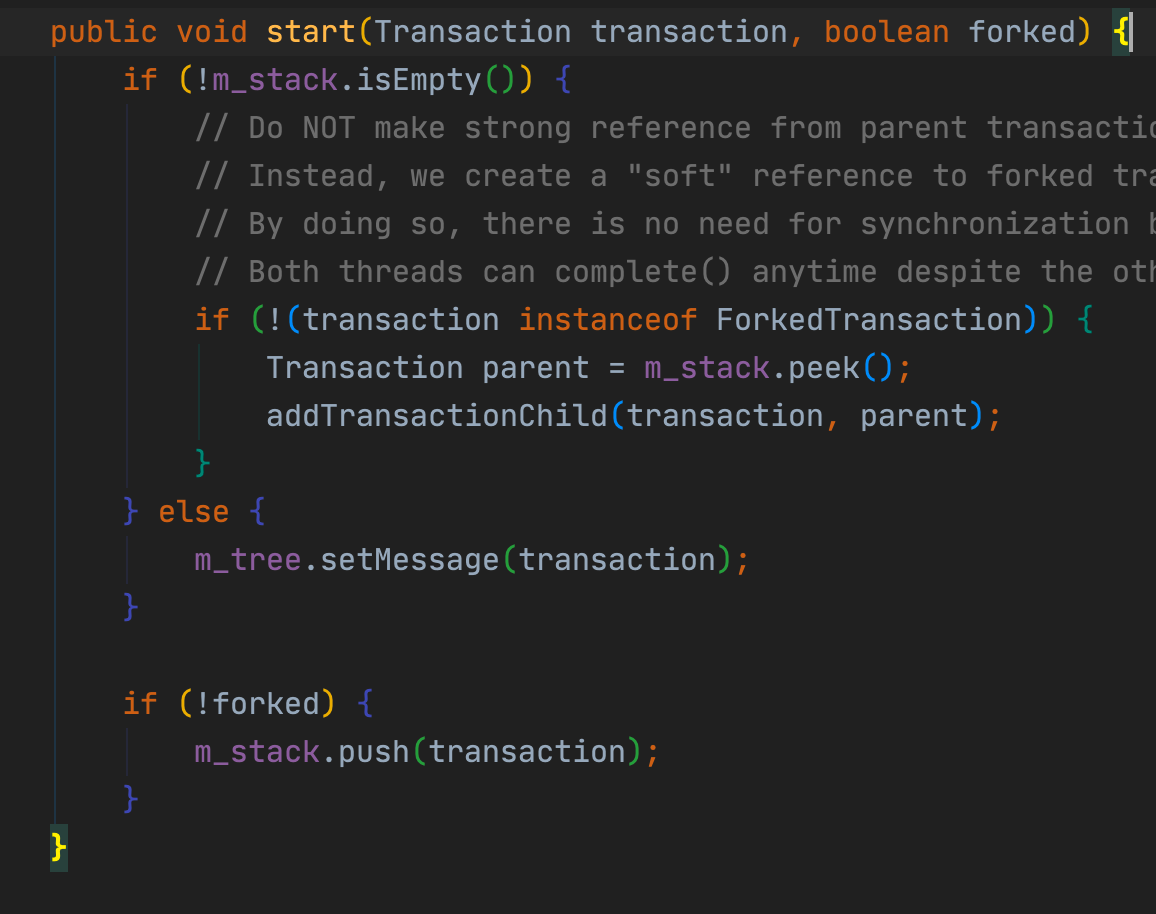 public void start(Transaction transaction, boolean forked) {
if (!m_stack.isEmpty()) {
// Do NOT make strong reference from parent
// Instead, we create a "soft" reference to forked
// By doing so, there is no need for synchronization
// Both threads can complete() anytime despite the
if (!(transaction instanceof ForkedTransaction)) {
Transaction parent = m_stack.peek();
addTransactionChild(transaction, parent);
}
} else {
m_tree.setMessage(transaction);
}
if (!forked) {
m_stack.push(transaction);
}
}